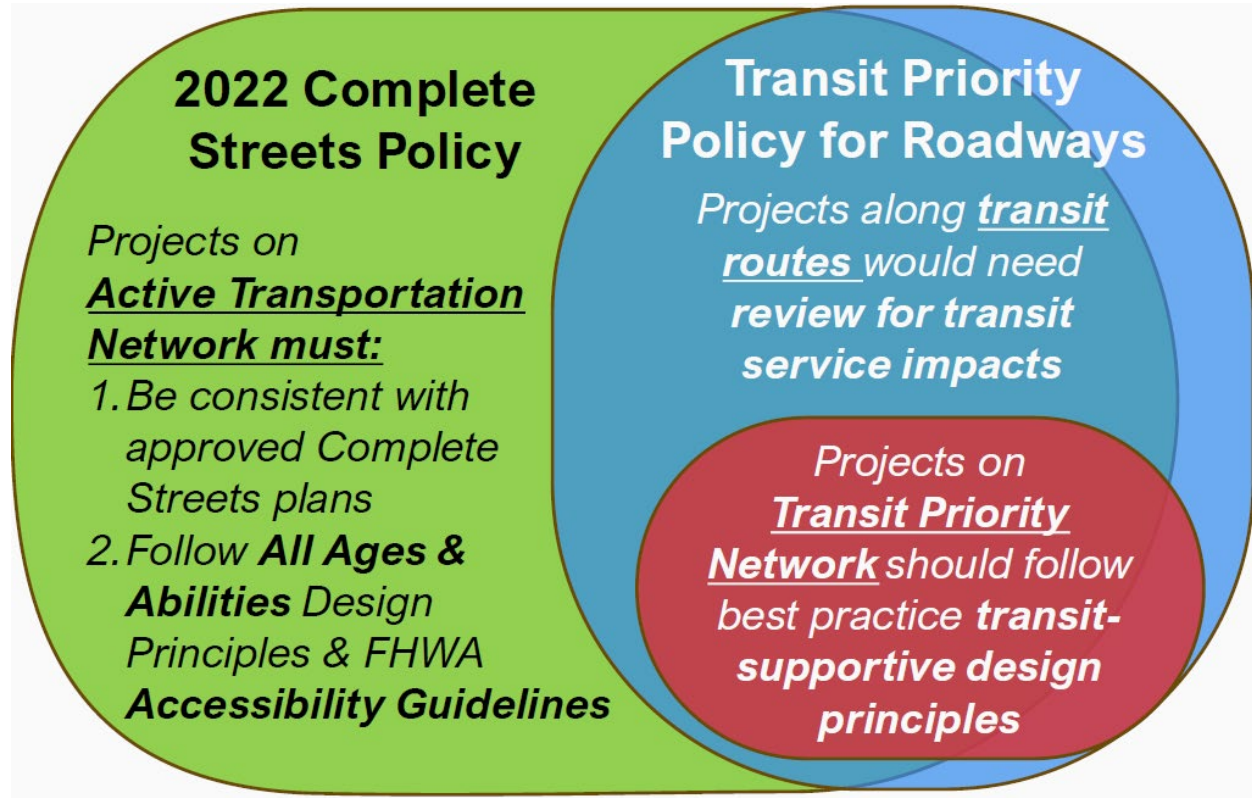 2022 Complete
Streets Policy
Projects on
Active Transportation
Network must:
1. Be consistent with
approved Complete
Streets plans
2. Follow All Ages &
Abilities Design
Principles & FHWA
Accessibility Guidelines
Transit Priority
Policy for Roadways
Projects along transit
routes would need
review for transit
service impacts
Projects on
Transit Priority
Network should follow
best practice transit-
supportive design
principles